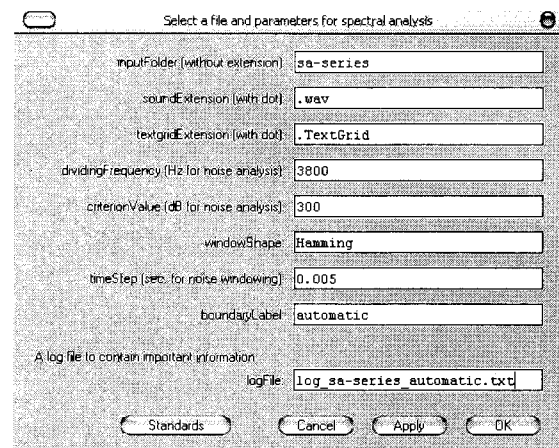 Select a file and parameters for spectral analysis
inputFolder (without extension) sa-series
soundExtension (with dot) .wav
textgridExtension (with dot) .TextGrid
dividingFrequency (Hz for noise analysis) 3800
criterionValue (dB for noise analysis) 300
windowShape: Hamming
timeStep (sec. for noise windowing) 0.005
boundaryLabel automatic
A log file to contain important information
logFile: log_sa-series_automatic.txt
Standards Cancel Apply OK